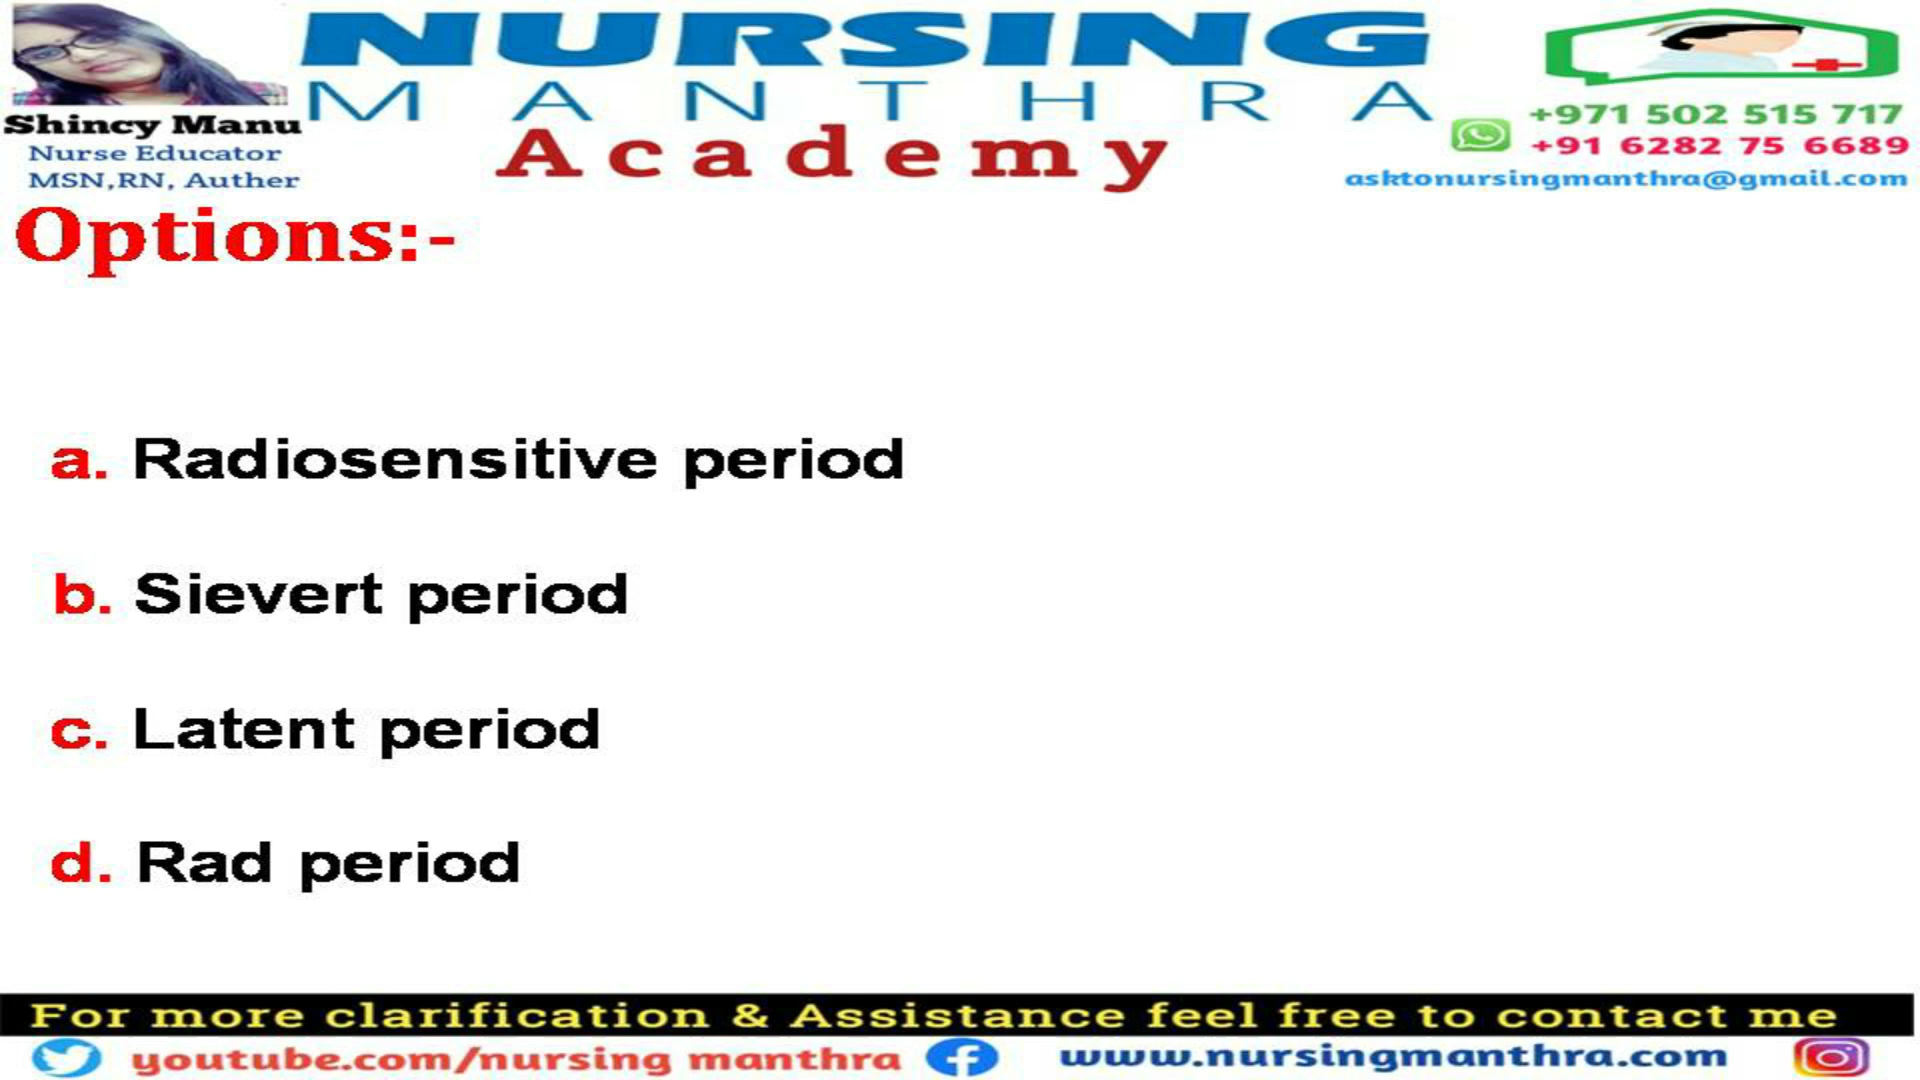 NURSING
MANTHRA
Academy
Shincy Manu
Nurse Educator
MSN,RN, Auther
+971 502 515 717
+91 6282 75 6689
asktonursingmanthra@gmail.com
Options:-
a. Radiosensitive period
b. Sievert period
c. Latent period
d. Rad period
For more clarification & Assistance feel free to contact me
youtube.com/nursing manthra
www.nursingmanthra.com